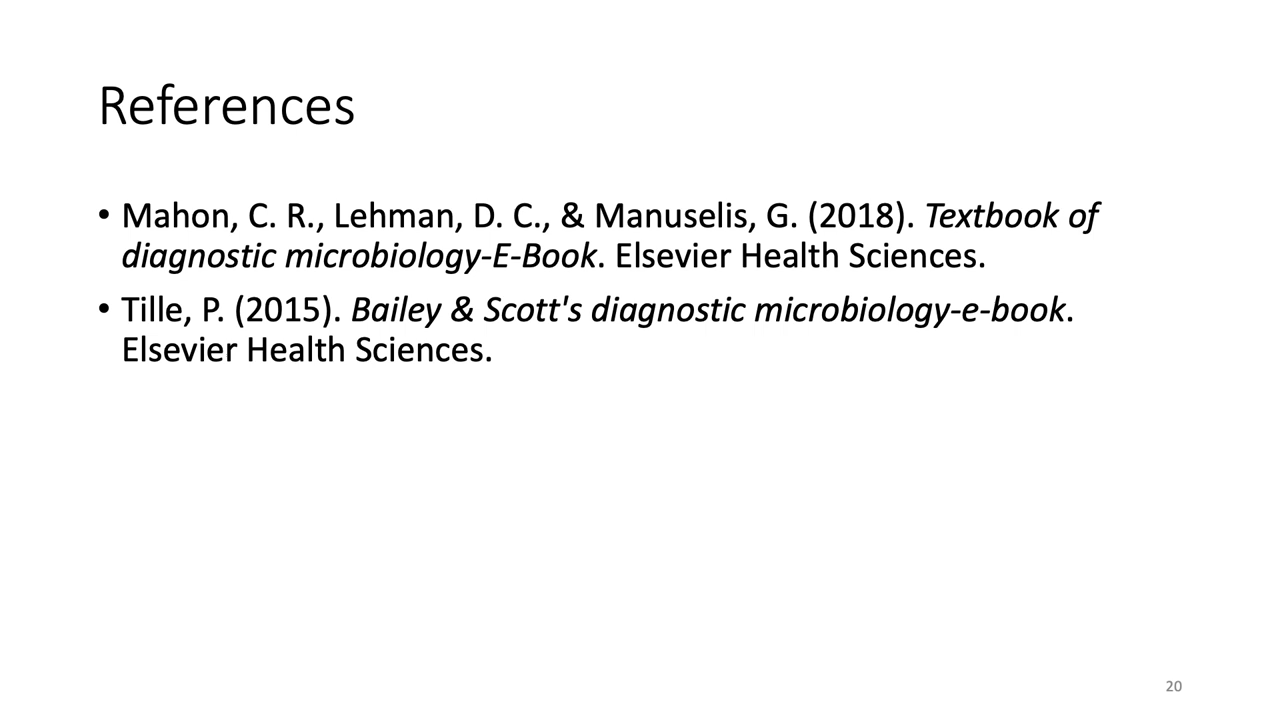 References
• Mahon, C. R., Lehman, D. C., & Manuselis, G. (2018). Textbook of
diagnostic microbiology-E-Book. Elsevier Health Sciences.
• Tille, P. (2015). Bailey & Scott's diagnostic microbiology-e-book.
Elsevier Health Sciences.
20